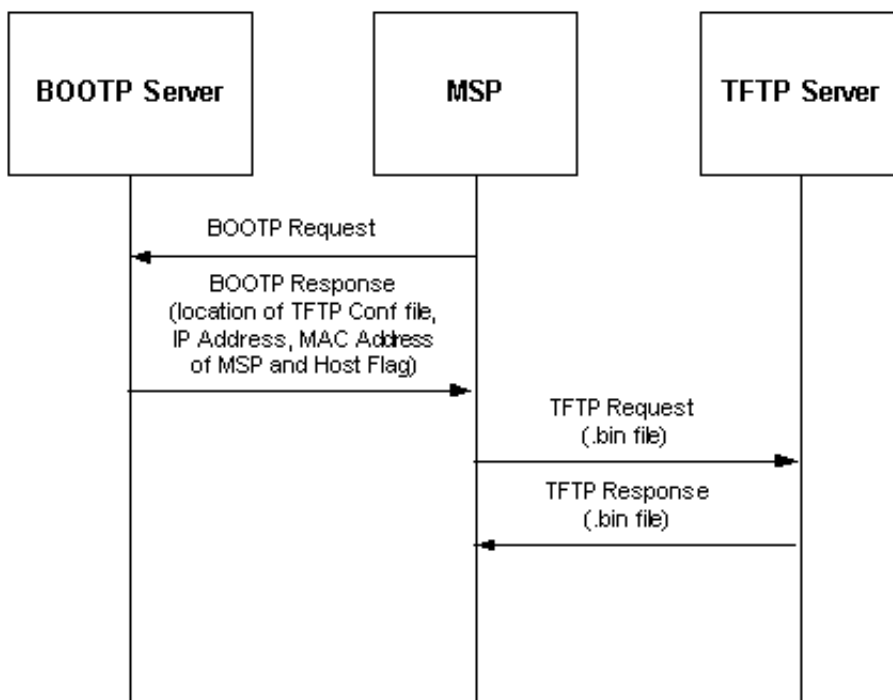 BOOTP Server
MSP
TFTP Server
BOOTP Request
BOOTP Response
(location of TFTP Conf file,
IP Address, MAC Address
of MSP and Host Flag)
TFTP Request
(.bin file)
TFTP Response
(.bin file)